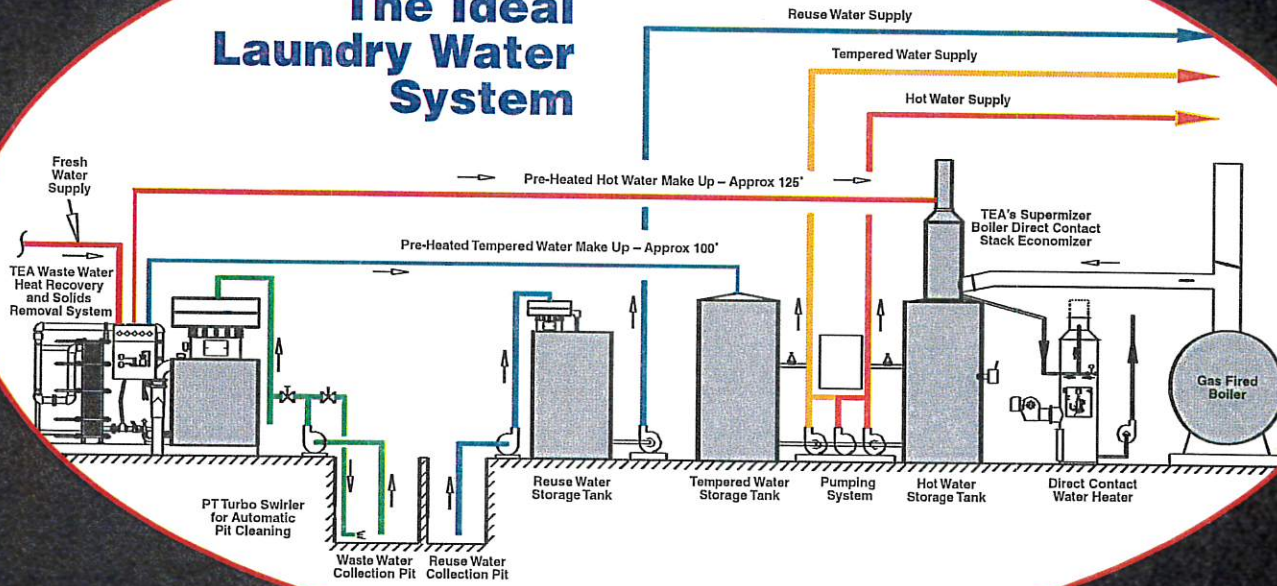 The Ideal
Laundry Water
System
Reuse Water Supply
Tempered Water Supply
Hot Water Supply
Fresh
Water
Supply
Pre-Heated Hot Water Make Up – Approx 125°
TEA's Supermizer
Boiler Direct Contact
Stack Economizer
Pre-Heated Tempered Water Make Up – Approx 100°
TEA Waste Water
Heat Recovery
and Solids
Removal System
Gas Fired
Boiler
PT Turbo Swirler
for Automatic
Pit Cleaning
Reuse Water
Storage Tank
Tempered Water
Storage Tank
Pumping
System
Hot Water
Storage Tank
Direct Contact
Water Heater
Waste Water
Collection Pit
Reuse Water
Collection Pit